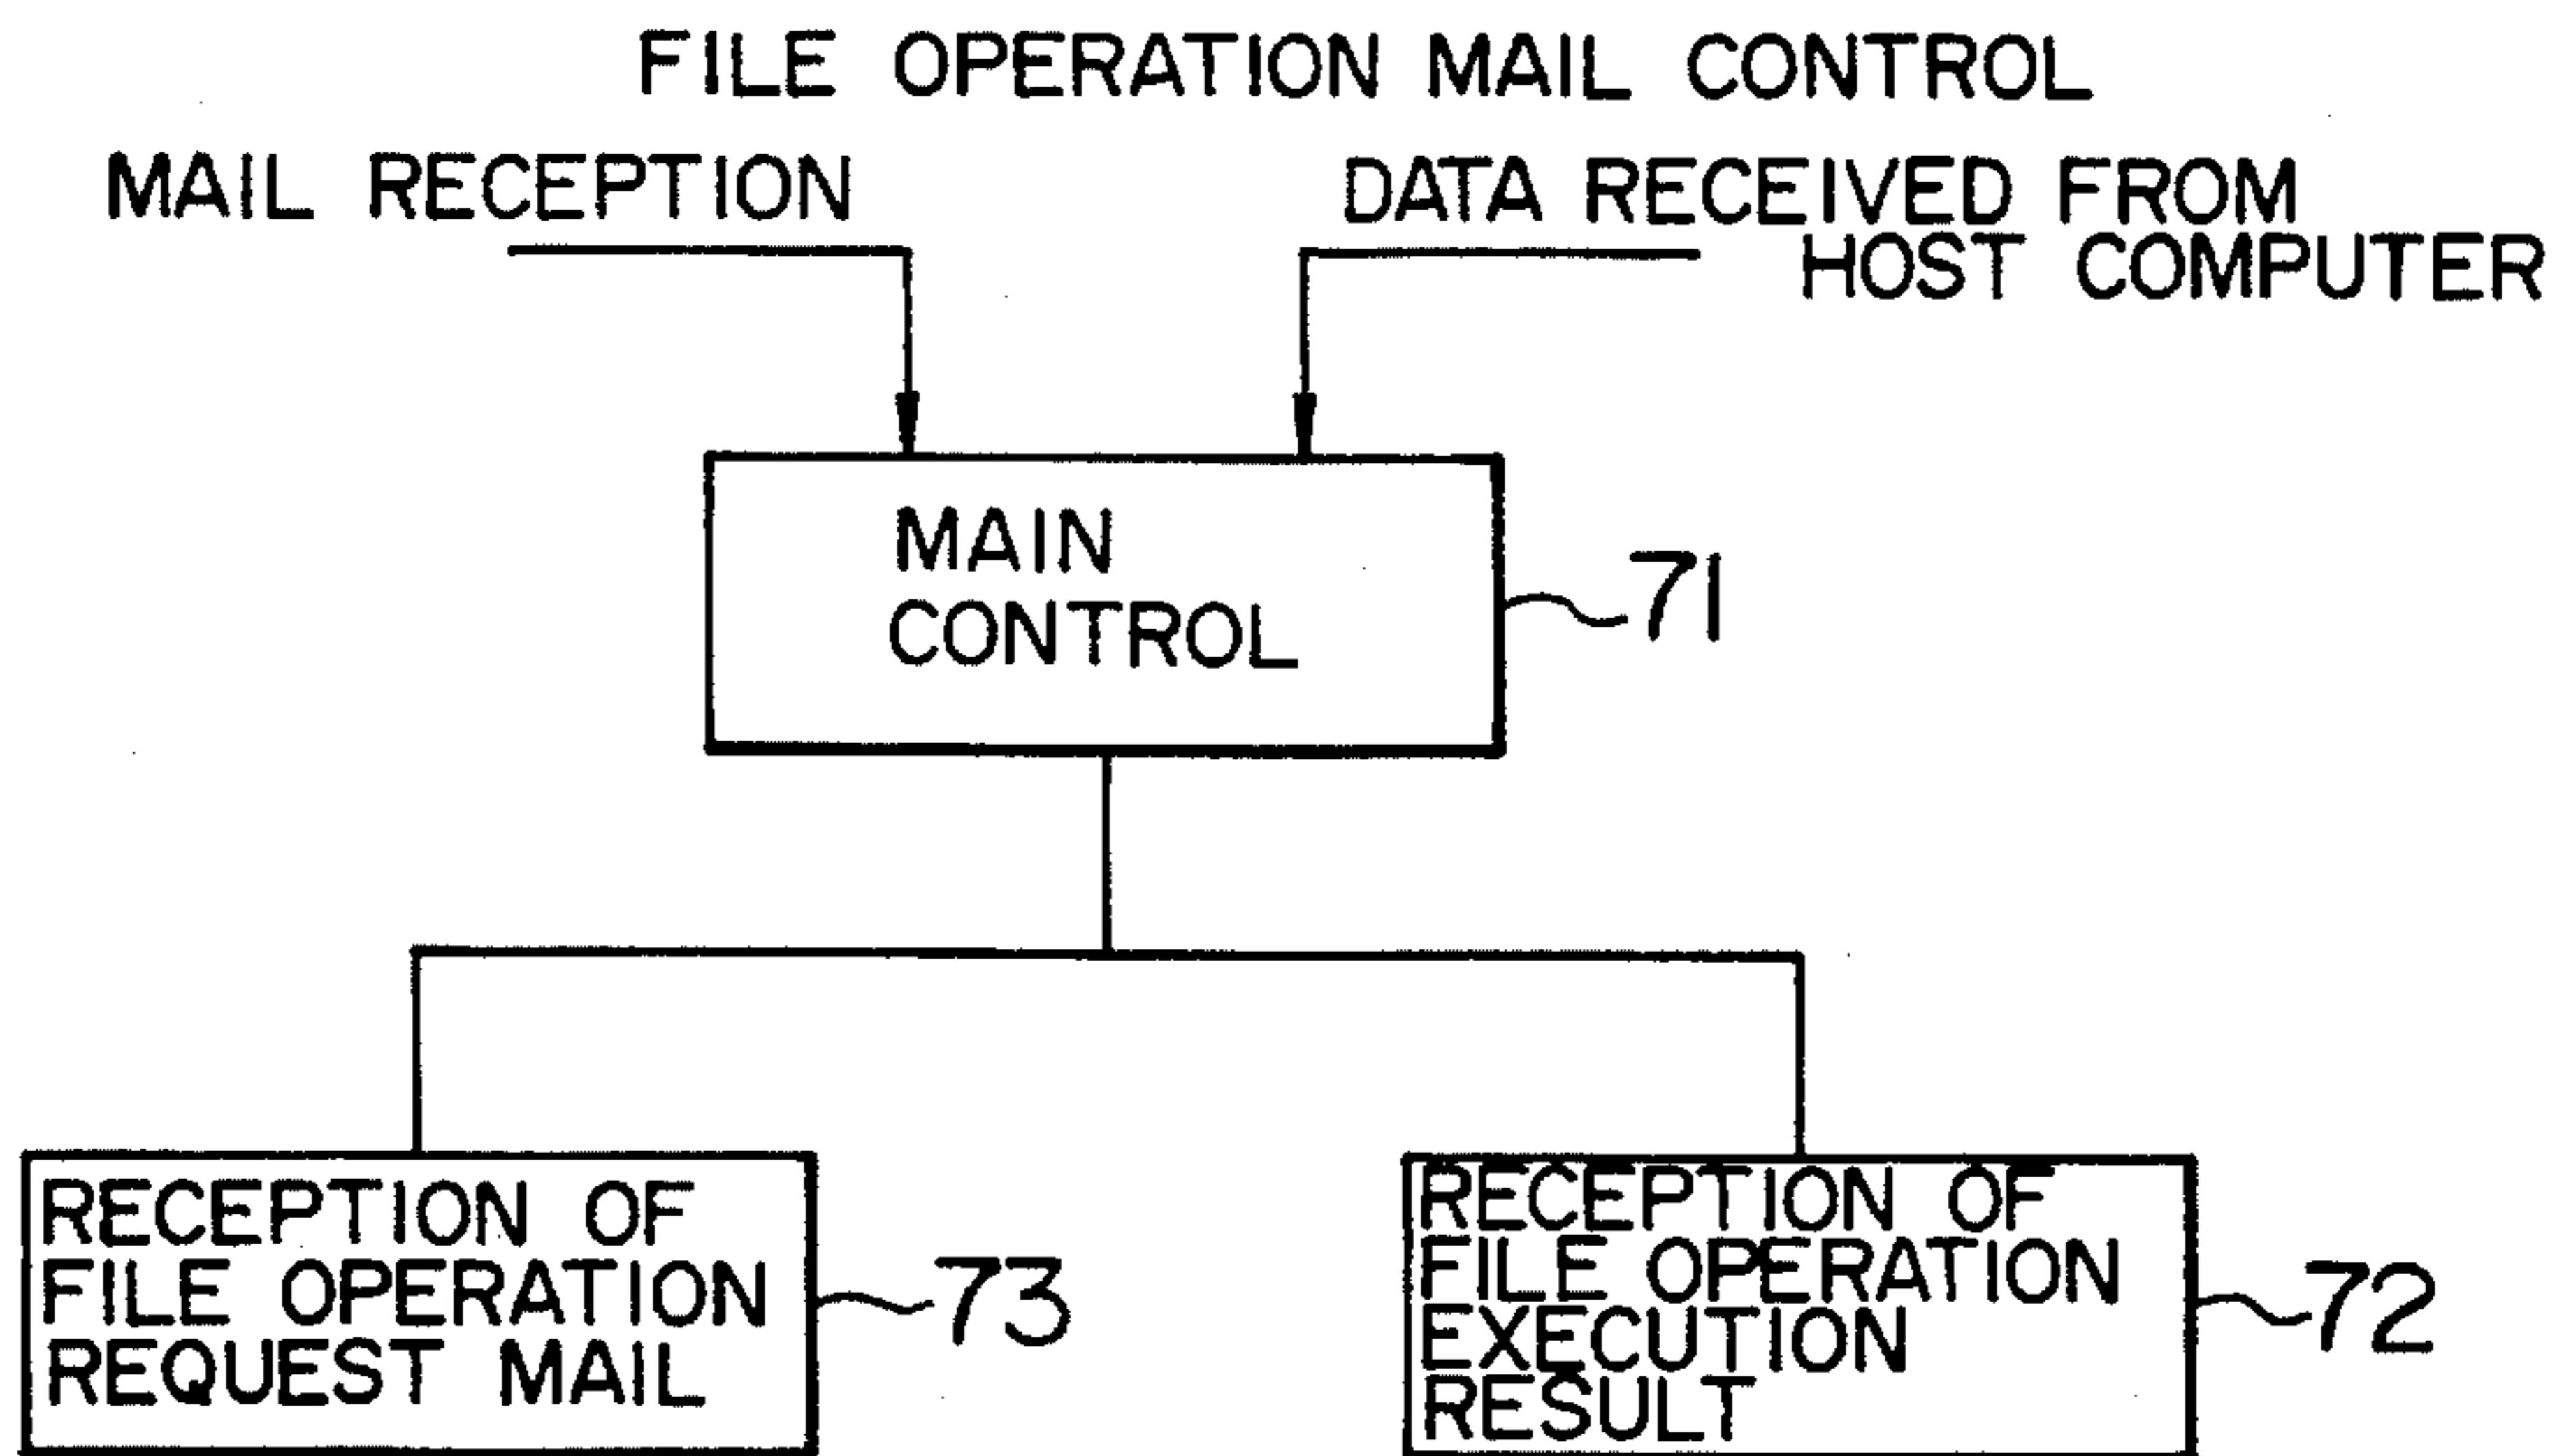 FILE OPERATION MAIL CONTROL
MAIL RECEPTION
DATA RECEIVED FROM
HOST COMPUTER
MAIN
CONTROL
71
RECEPTION OF
FILE OPERATION
REQUEST MAIL
73
RECEPTION OF
FILE OPERATION
EXECUTION
RESULT
72